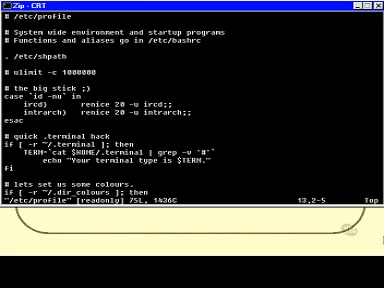 Zip - CRT
# /etc/profile
# System wide environment and startup programs
# Functions and aliases go in /etc/bashrc
. /etc/shpath
# ulimit -c 1000000
# the big stick ;)
case `id -nu` in
ircd) renice 20 -u ircd;;
intrarch) renice 20 -u intrarch;;
esac
# quick .terminal hack
if [ -r ~/.terminal ]; then
TERM=`cat $HOME/.terminal | grep -v '#'`
echo "Your terminal type is $TERM."
fi
# lets set us some colours.
if [ -r ~/.dir_colours ]; then
"/etc/profile" [readonly] 75L, 1436C 13,2-5 Top